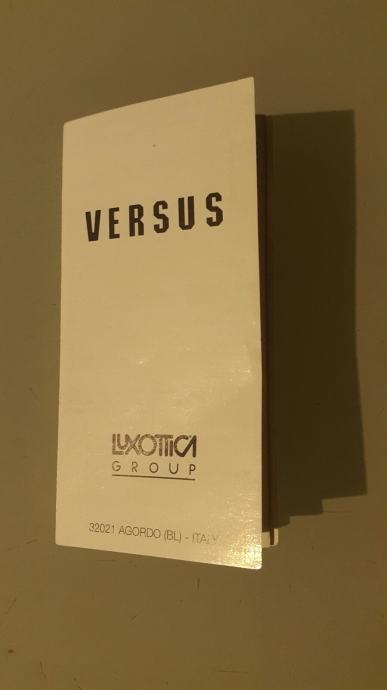 VERSUS
LUXOTTICA
GROUP
32021 AGORDO (BL) - ITALY